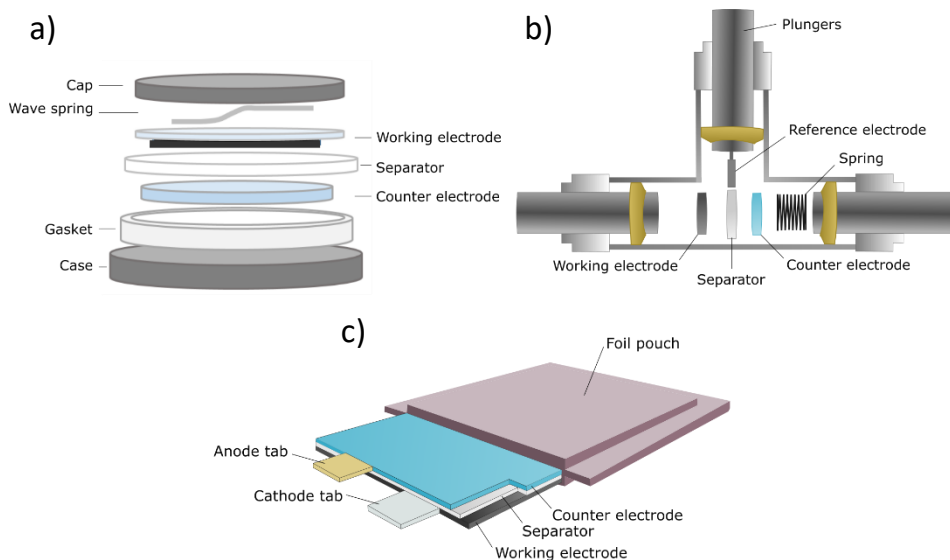 a)
Cap
Wave spring
Working electrode
Separator
Counter electrode
Gasket
Case
b)
Plungers
Reference electrode
Spring
Working electrode
Separator
Counter electrode
c)
Foil pouch
Anode tab
Cathode tab
Counter electrode
Separator
Working electrode